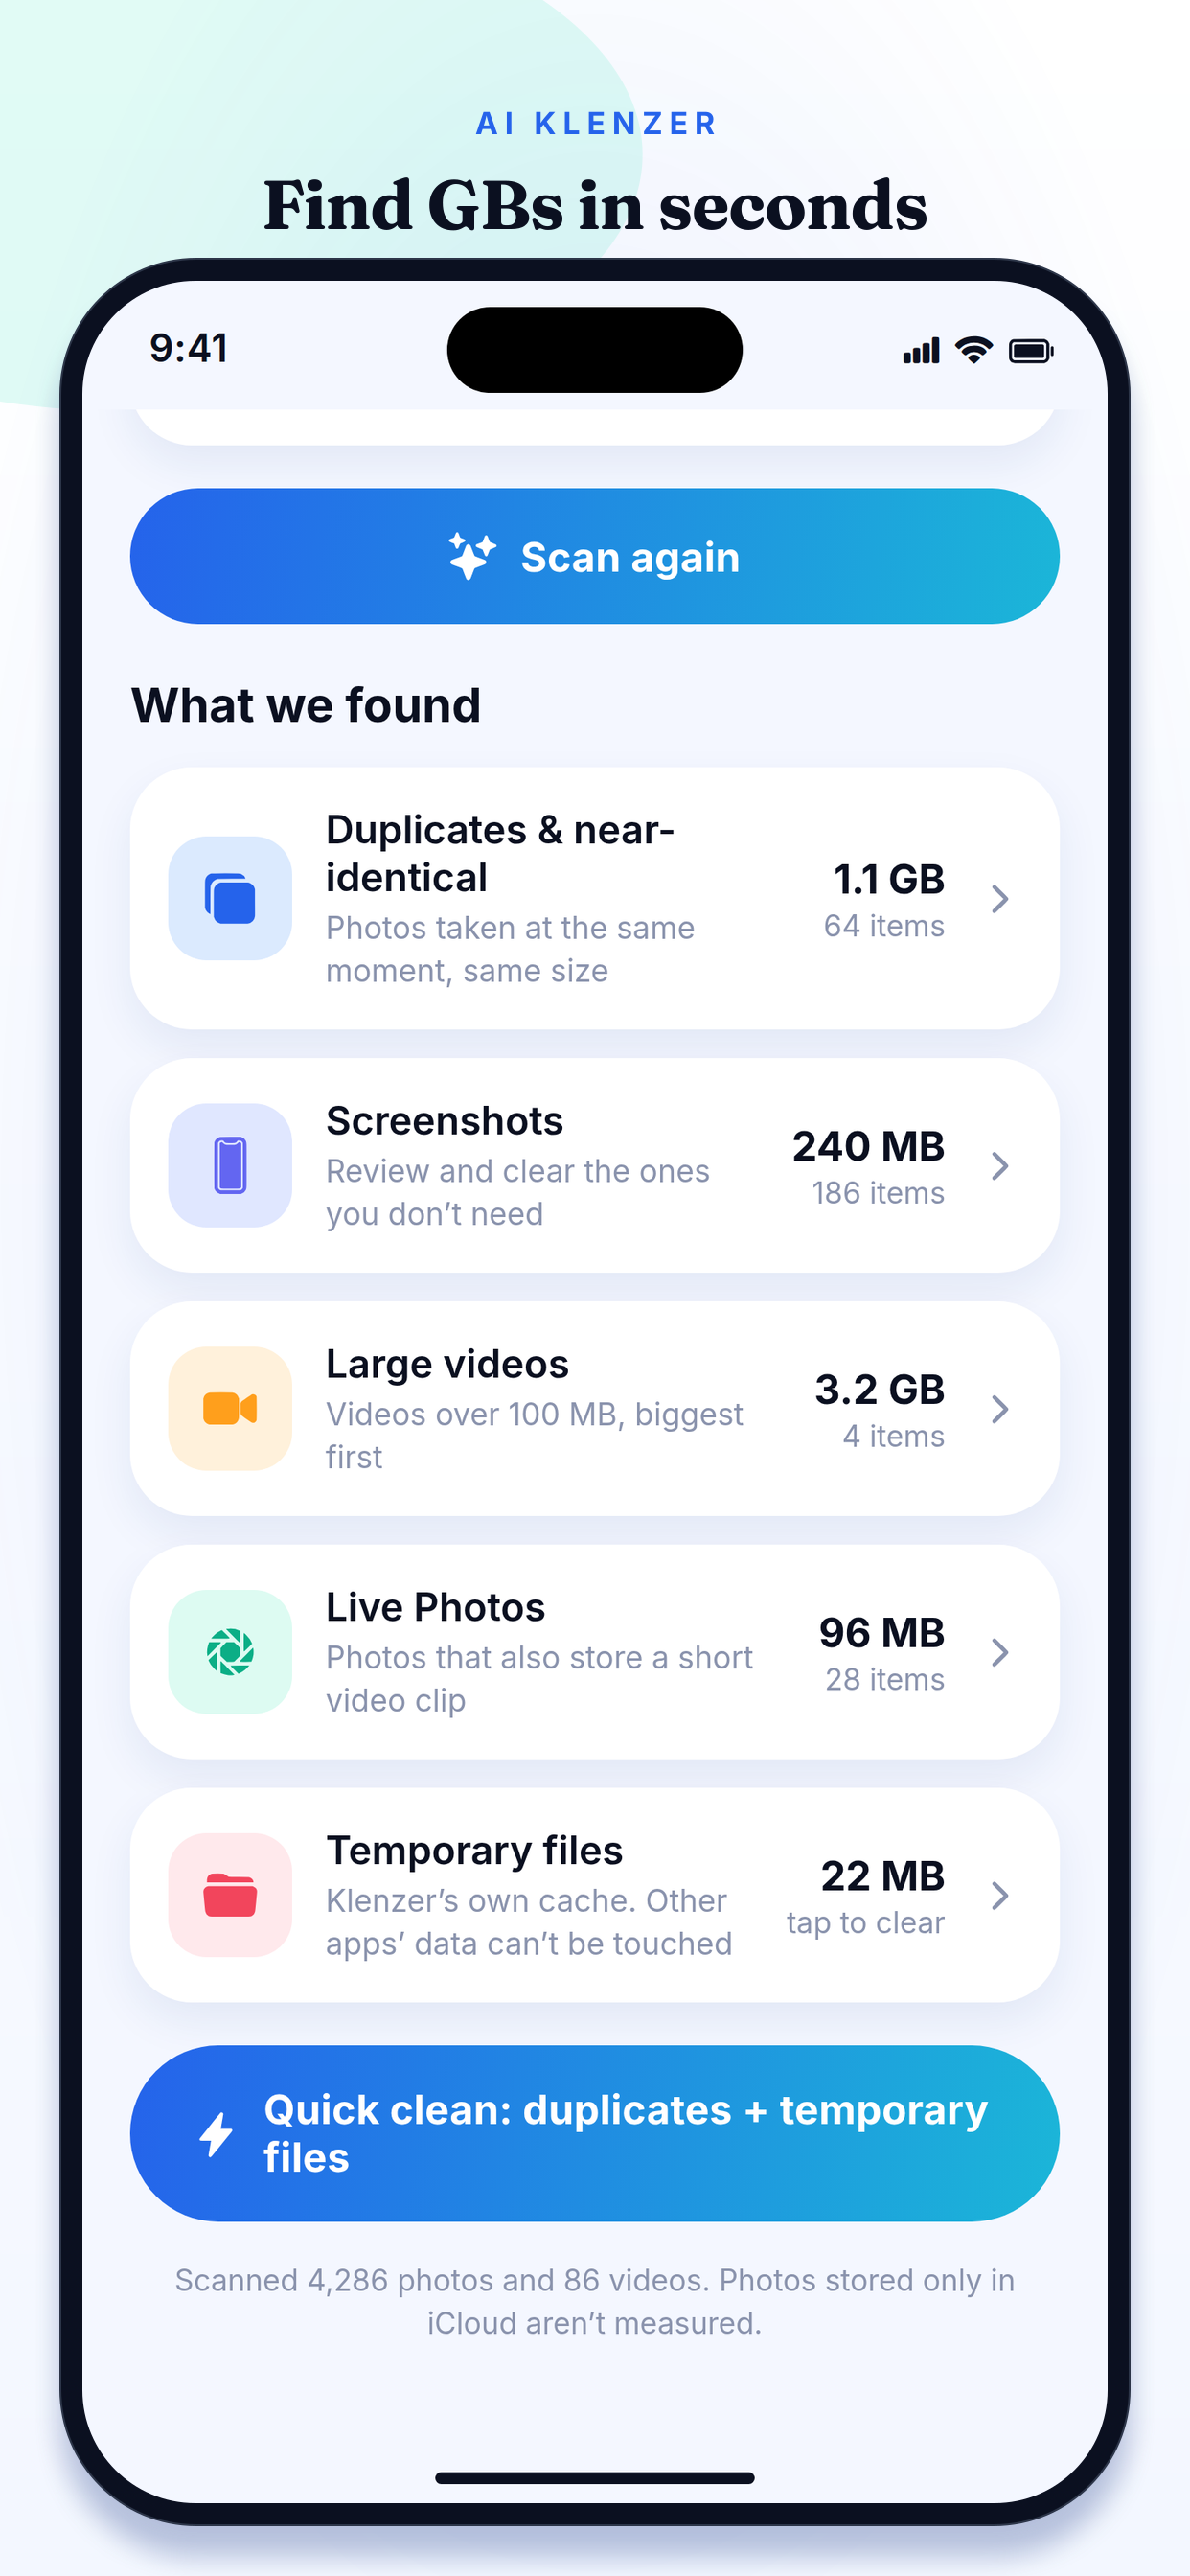 AI KLENZER
Find GBs in seconds
9:41
Scan again
What we found
Duplicates & near-
identical
Photos taken at the same
moment, same size
1.1 GB
64 items
Screenshots
Review and clear the ones
you don’t need
240 MB
186 items
Large videos
Videos over 100 MB, biggest
first
3.2 GB
4 items
Live Photos
Photos that also store a short
video clip
96 MB
28 items
Temporary files
Klenzer’s own cache. Other
apps’ data can’t be touched
22 MB
tap to clear
Quick clean: duplicates + temporary
files
Scanned 4,286 photos and 86 videos. Photos stored only in
iCloud aren’t measured.